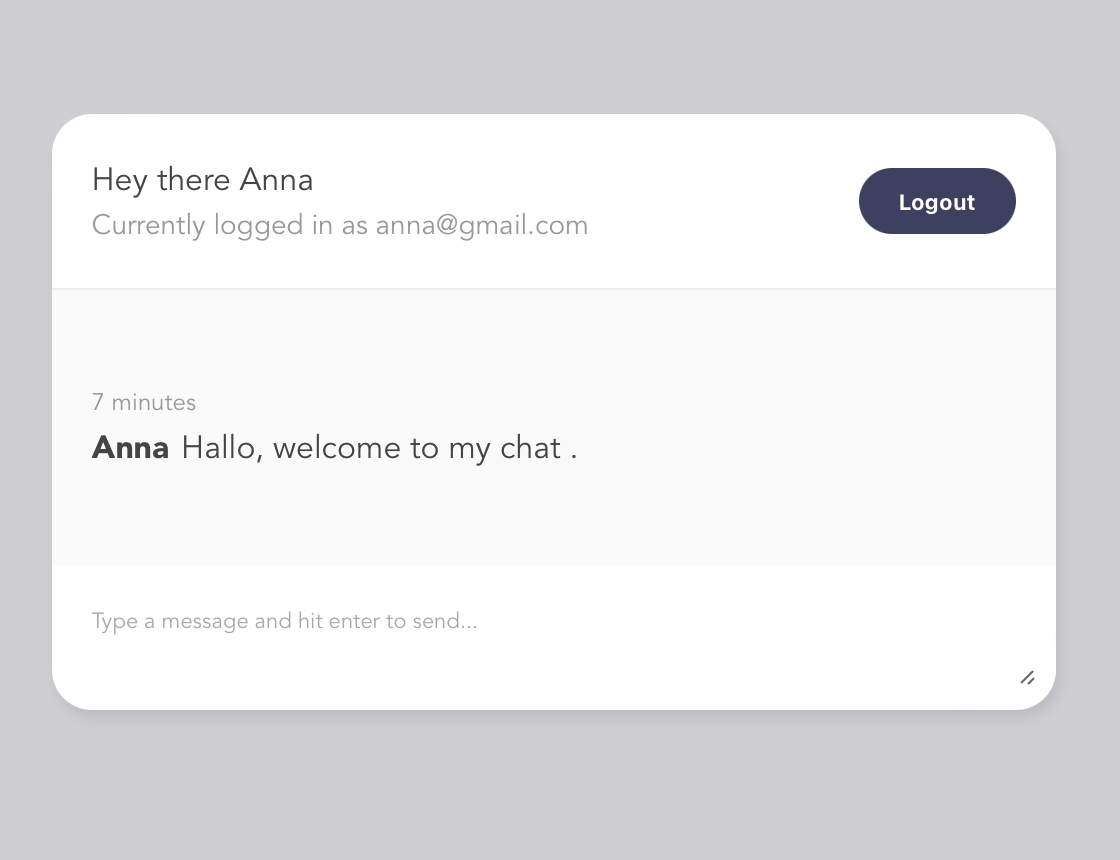 Hey there Anna
Currently logged in as anna@gmail.com
Logout
7 minutes
Anna Hallo, welcome to my chat .
Type a message and hit enter to send...